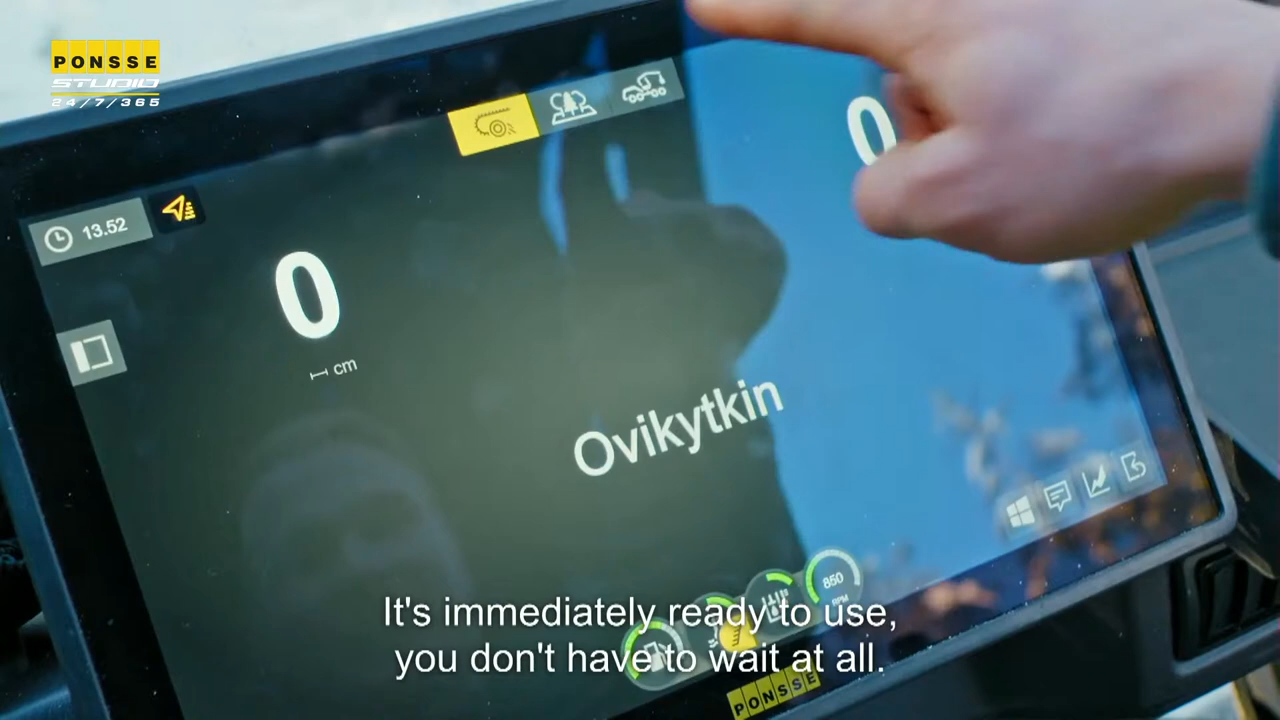 PONSSE
STUDIO
24/7/365
13.52
0
0
cm
Ovikytkin
850
RPM
It's immediately ready to use,
you don't have to wait at all.
PONSSE